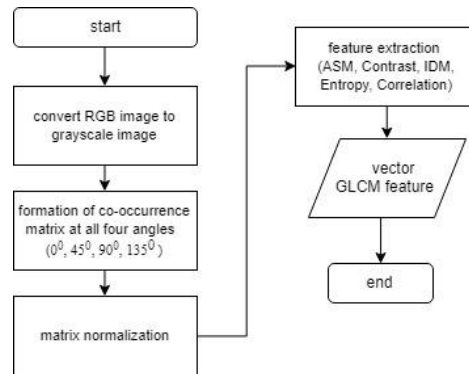 start
convert RGB image to
grayscale image
formation of co-occurrence
matrix at all four angles
(0⁰, 45⁰, 90⁰, 135⁰ )
matrix normalization
feature extraction
(ASM, Contrast, IDM,
Entropy, Correlation)
vector
GLCM feature
end